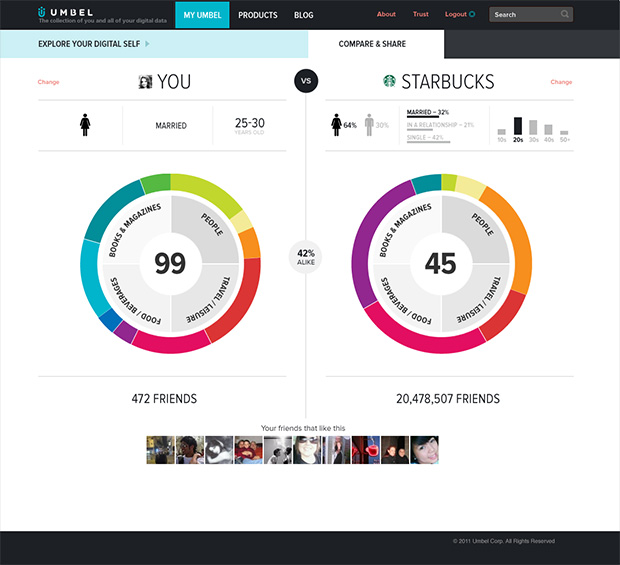 UMBEL
The collection of you and all of your digital data
MY UMBEL
PRODUCTS
BLOG
About
Trust
Logout
Search
EXPLORE YOUR DIGITAL SELF
COMPARE & SHARE
Change
YOU
VS
STARBUCKS
Change
MARRIED
25-30
YEARS OLD
64%
30%
MARRIED – 32%
IN A RELATIONSHIP – 21%
SINGLE – 42%
10s 20s 30s 40s 50+
BOOKS & MAGAZINES
PEOPLE
99
FOOD / BEVERAGES
TRAVEL / LEISURE
42%
ALIKE
BOOKS & MAGAZINES
PEOPLE
45
FOOD / BEVERAGES
TRAVEL / LEISURE
472 FRIENDS
20,478,507 FRIENDS
Your friends that like this
© 2011 Umbel Corp. All Rights Reserved